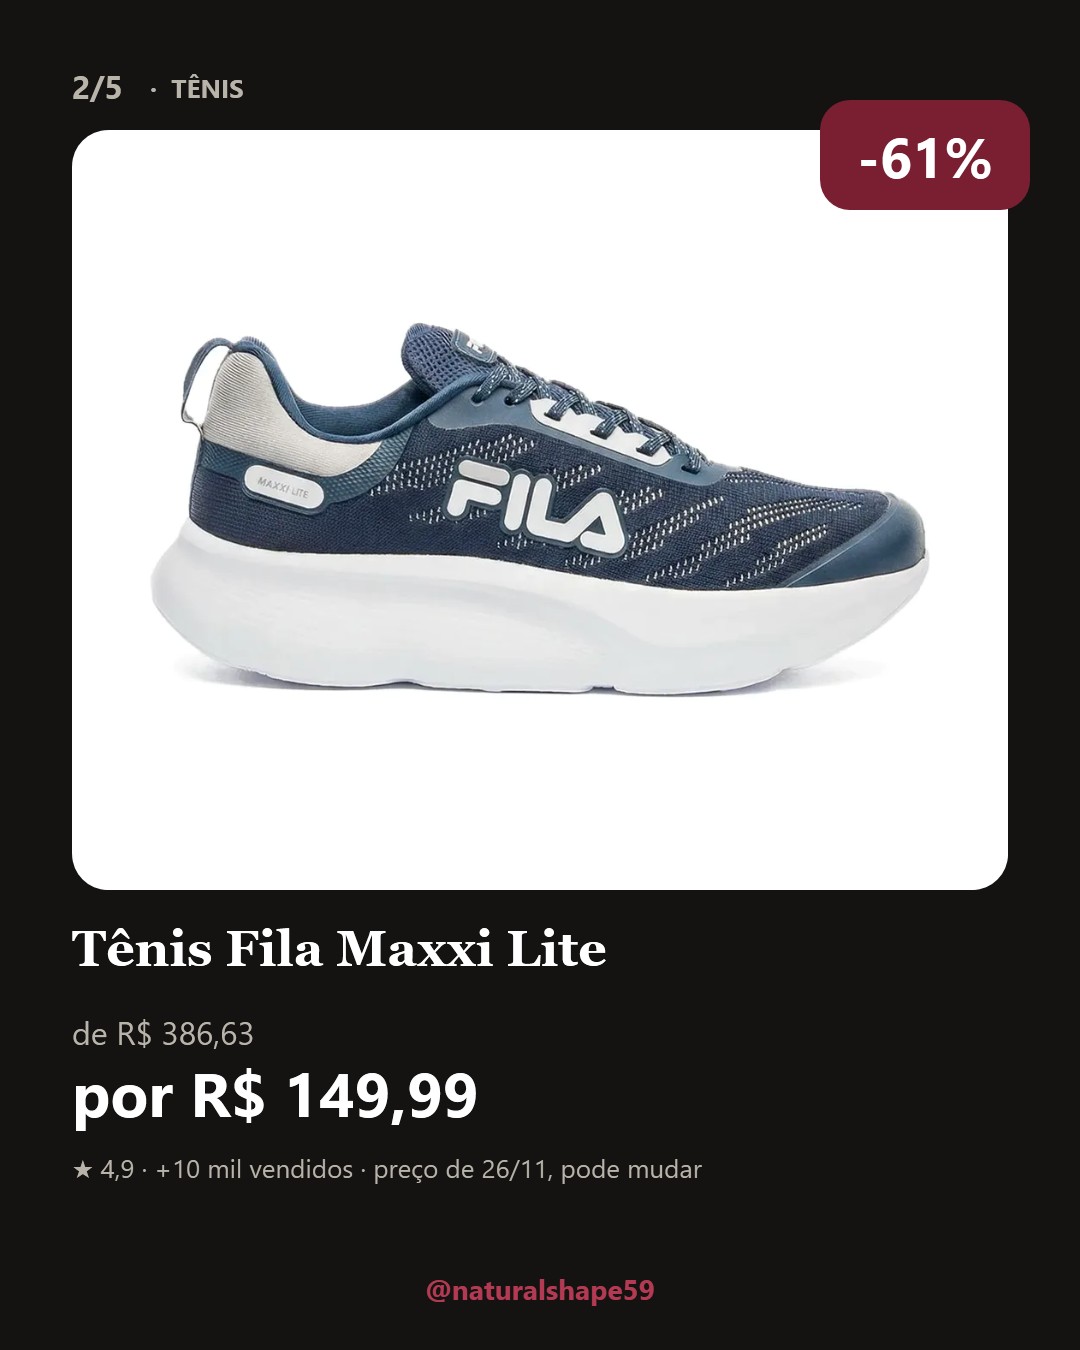 2/5 · TÊNIS
-61%
MAXXI LITE
FILA
Tênis Fila Maxxi Lite
de R$ 386,63
por R$ 149,99
★ 4,9 · +10 mil vendidos · preço de 26/11, pode mudar
@naturalshape59